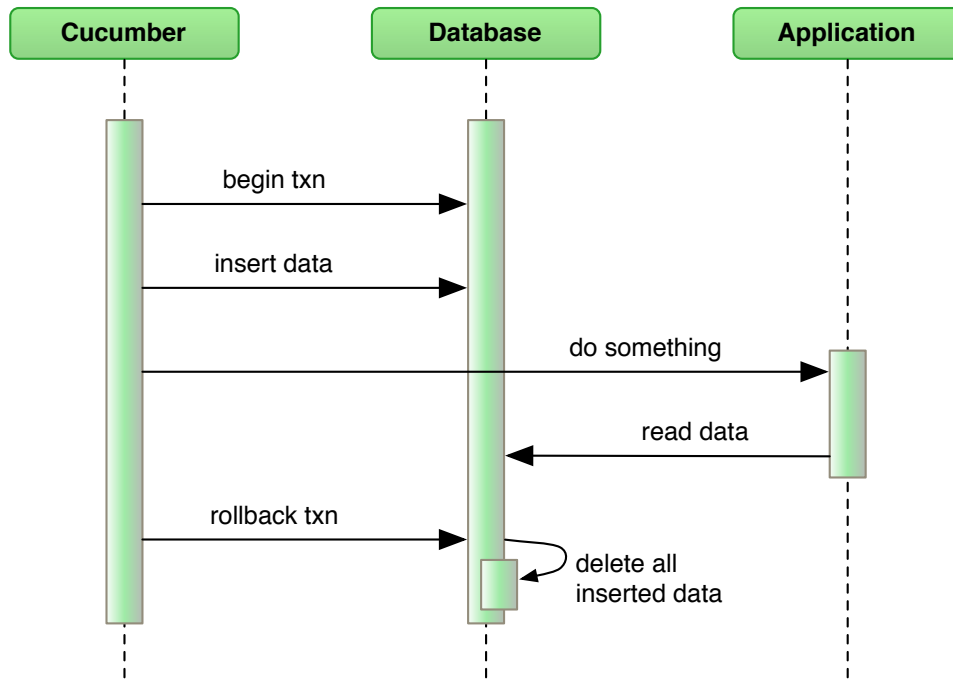 Cucumber
Database
Application
begin txn
insert data
do something
read data
rollback txn
delete all
inserted data